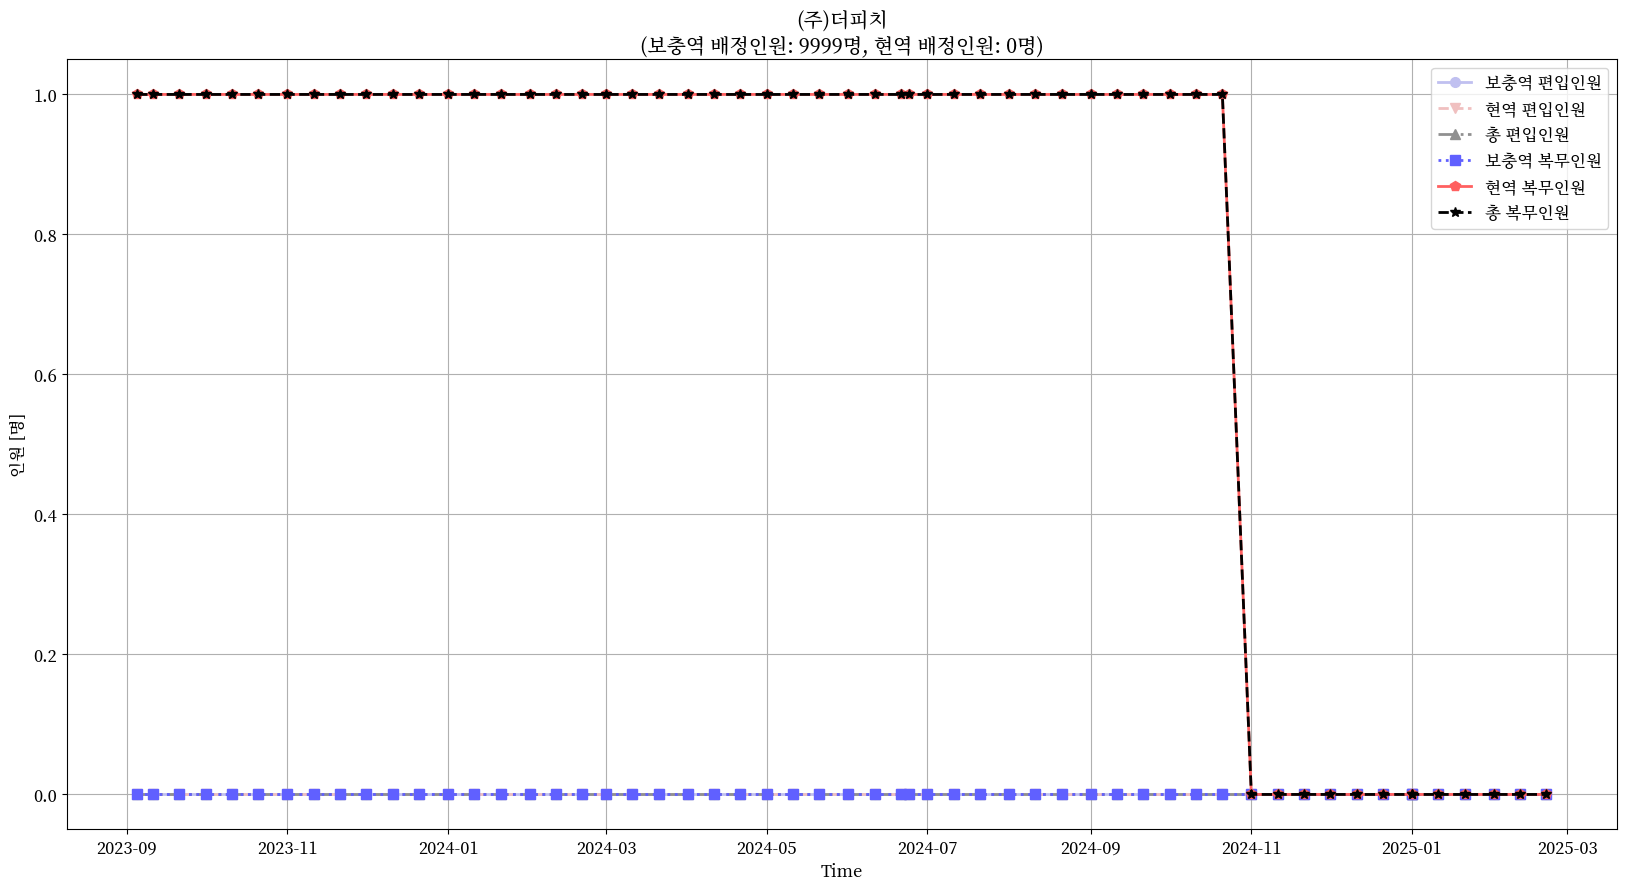 (주)더피치
(보충역 배정인원: 9999명, 현역 배정인원: 0명)
보충역 편입인원
현역 편입인원
총 편입인원
보충역 복무인원
현역 복무인원
총 복무인원
인원 [명]
1.0
0.8
0.6
0.4
0.2
0.0
2023-09 2023-11 2024-01 2024-03 2024-05 2024-07 2024-09 2024-11 2025-01 2025-03
Time